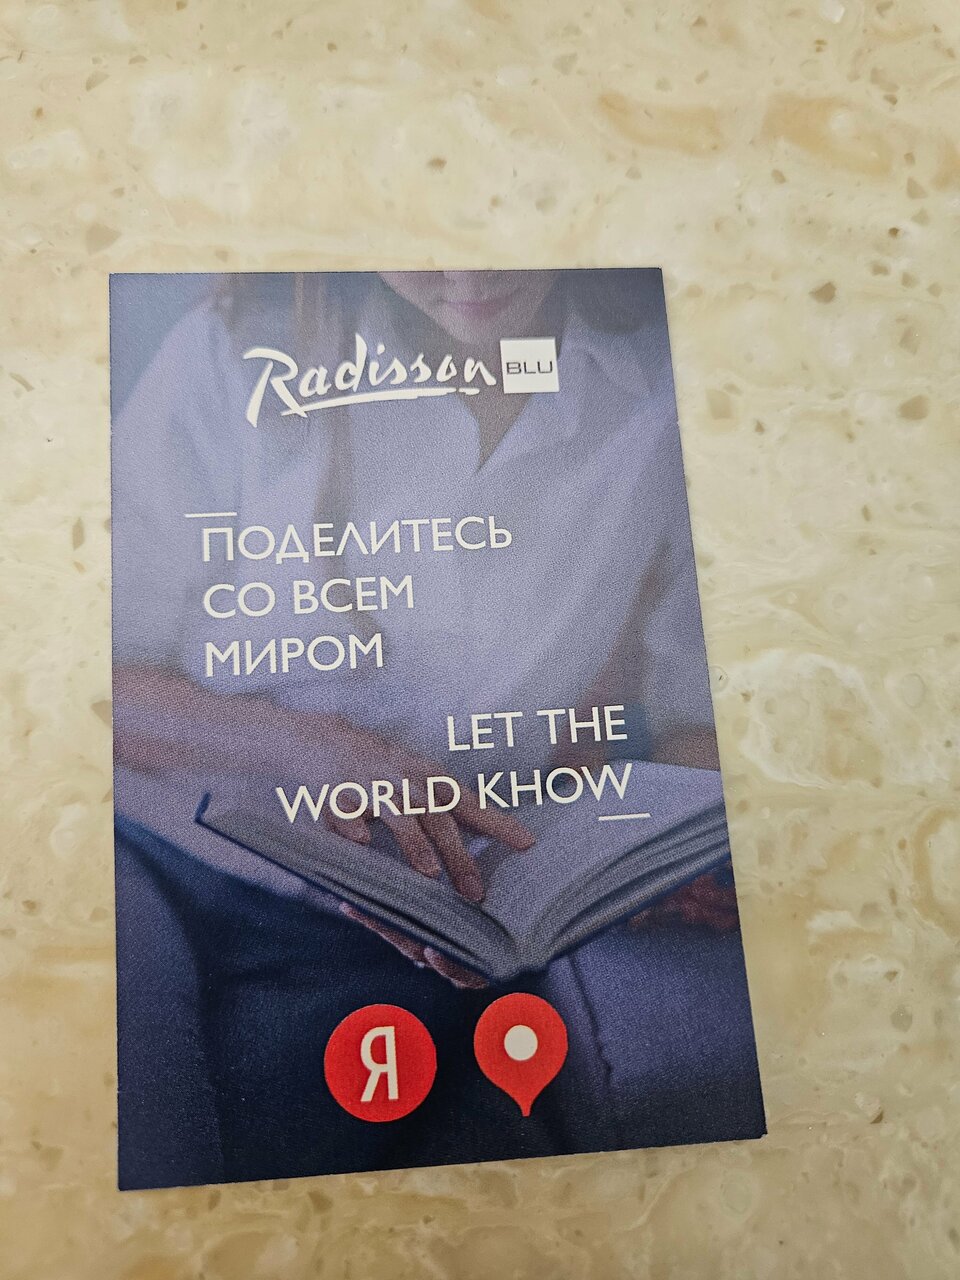 Radisson BLU
ПОДЕЛИТЕСЬ
СО ВСЕМ
МИРОМ
LET THE
WORLD KHOW
Я